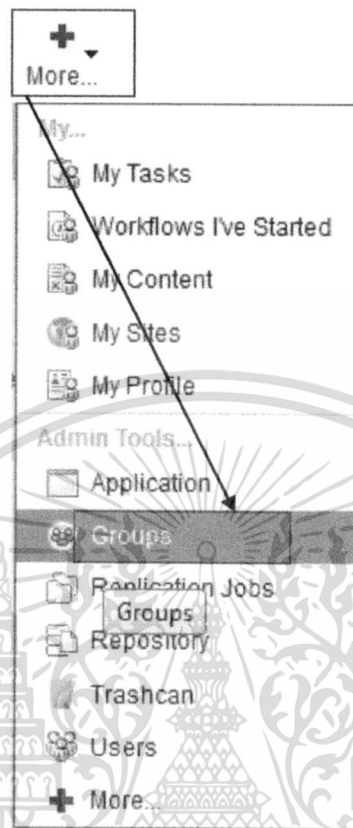 More...
My...
My Tasks
Workflows I've Started
My Content
My Sites
My Profile
Admin Tools...
Application
Groups
Replication Jobs
Groups
Repository
Trashcan
Users
More...